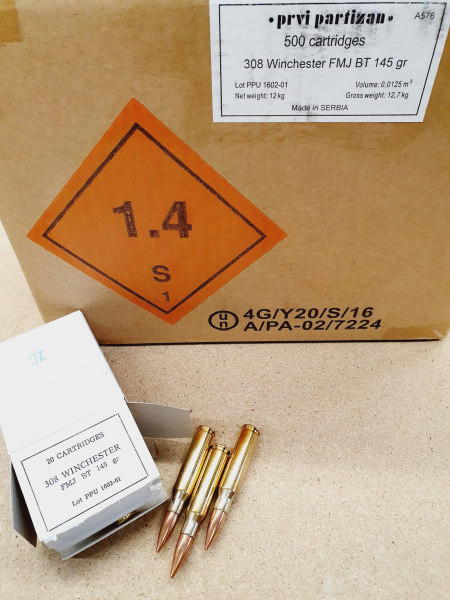 • prvi partizan •
A576
500 cartridges
308 Winchester FMJ BT 145 gr
Lot PPU 1602-01
Volume: 0,0125 m³
Net weight: 12 kg
Gross weight: 12,7 kg
Made in SERBIA
1.4
S
1
un
4G/Y20/S/16
A/PA-02/7224
20 CARTRIDGES
308 WINCHESTER
FMJ BT 145 gr
Lot PPU 1602-01